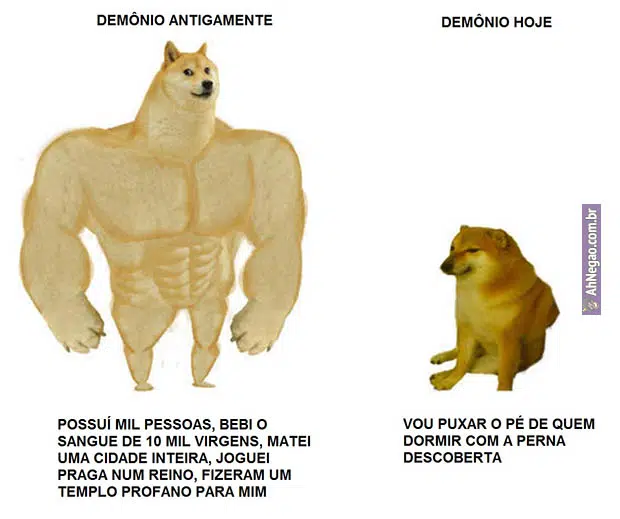 DEMÔNIO ANTIGAMENTE
DEMÔNIO HOJE
POSSUÍ MIL PESSOAS, BEBI O
SANGUE DE 10 MIL VIRGENS, MATEI
UMA CIDADE INTEIRA, JOGUEI
PRAGA NUM REINO, FIZERAM UM
TEMPLO PROFANO PARA MIM
VOU PUXAR O PÉ DE QUEM
DORMIR COM A PERNA
DESCOBERTA
AhNegao.com.br